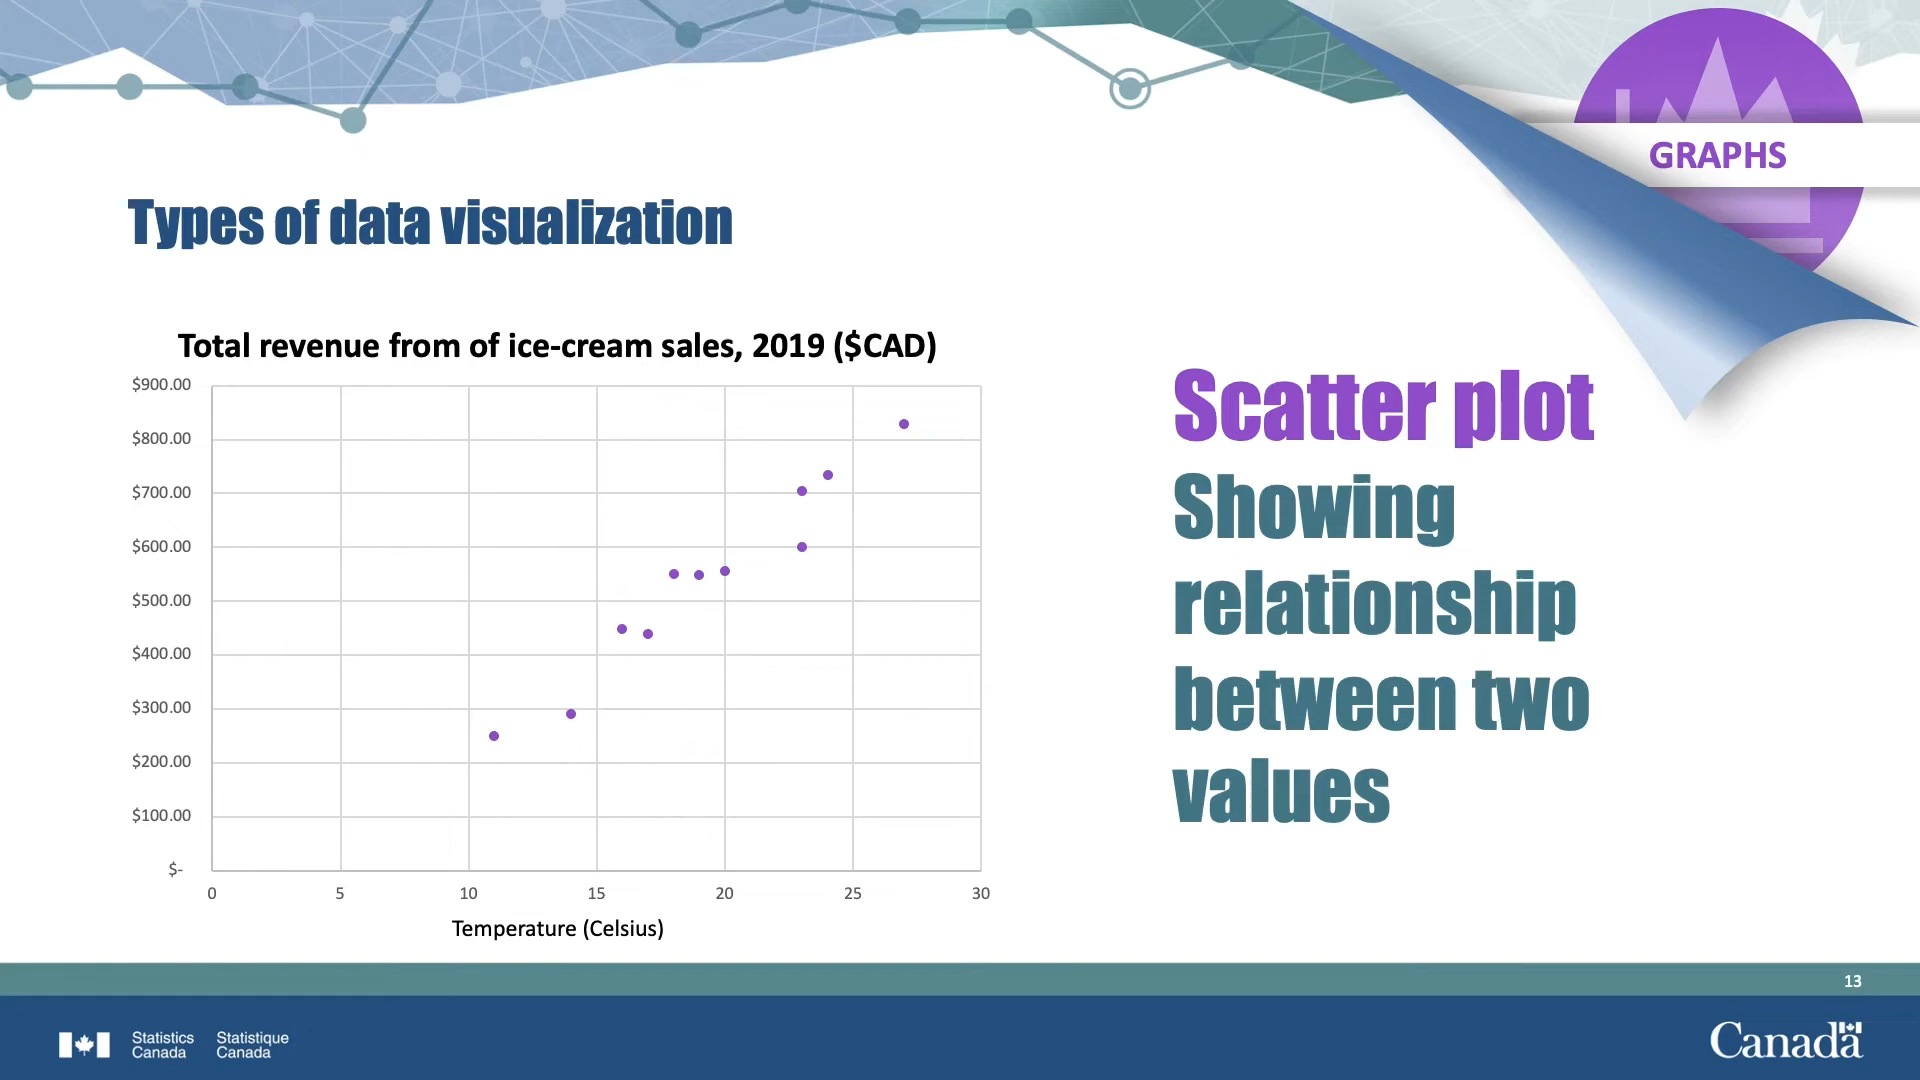 GRAPHS
Types of data visualization
Total revenue from of ice-cream sales, 2019 ($CAD)
$900.00
$800.00
$700.00
$600.00
$500.00
$400.00
$300.00
$200.00
$100.00
$-
0 5 10 15 20 25 30
Temperature (Celsius)
Scatter plot
Showing
relationship
between two
values
13
Statistics Statistique
Canada Canada
Canada